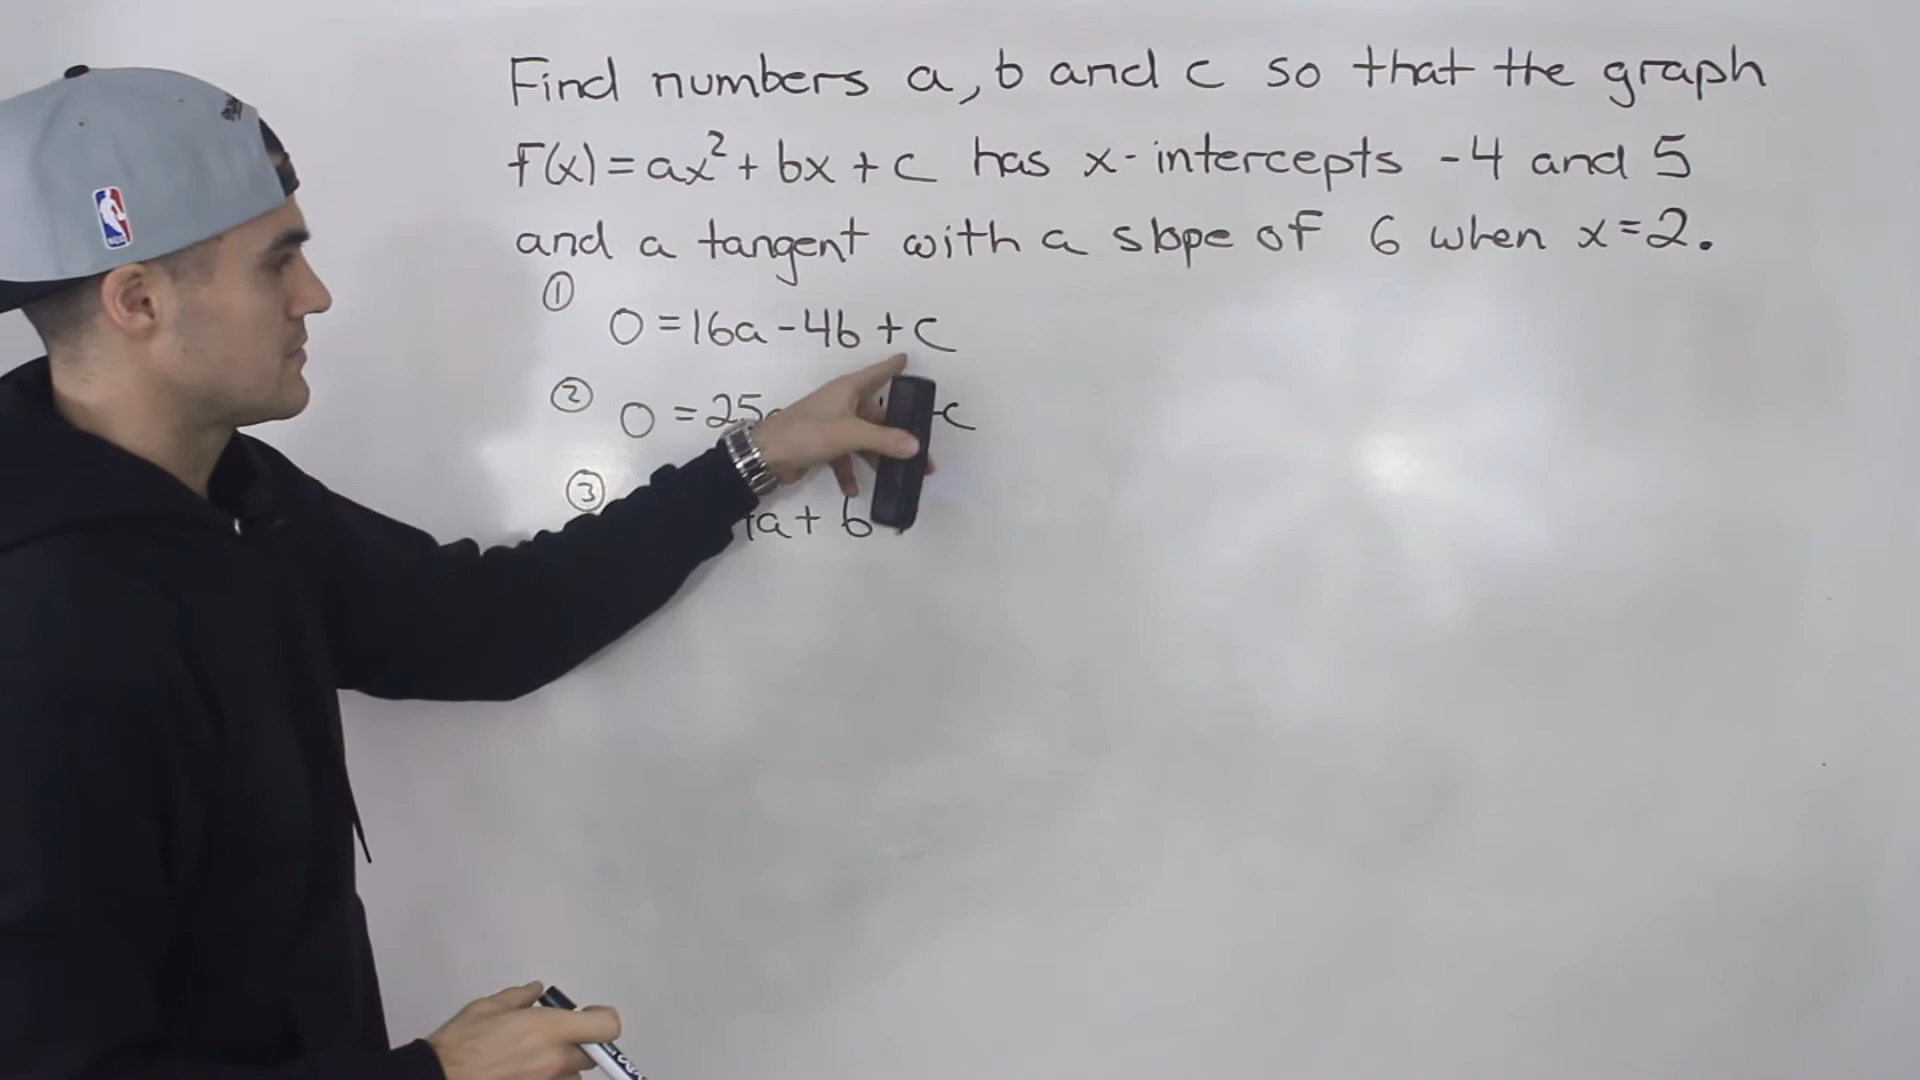 Find numbers a, b and c so that the graph
f(x) = ax² + bx + c has x-intercepts -4 and 5
and a tangent with a slope of 6 when x=2.
①
0 = 16a - 4b + c
② 0 = 25
③
a + b